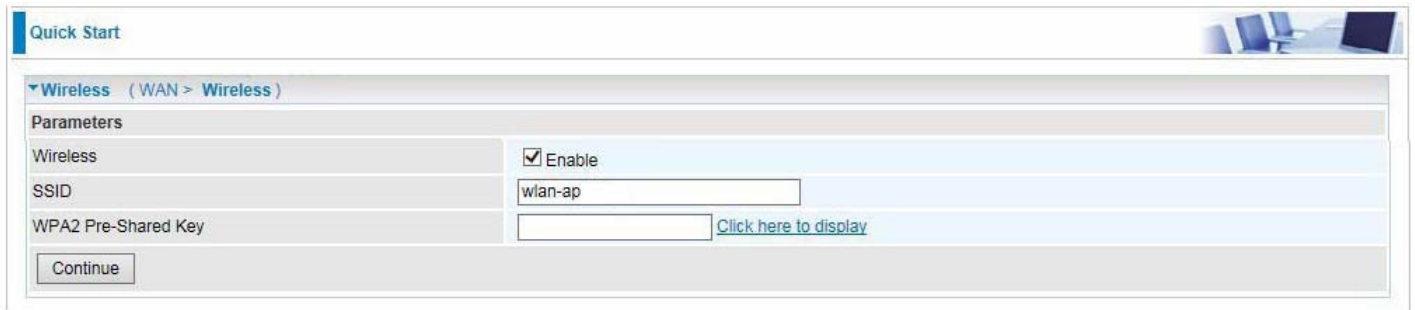 Quick Start
Wireless ( WAN > Wireless )
Parameters
Wireless Enable
SSID wlan-ap
WPA2 Pre-Shared Key Click here to display
Continue